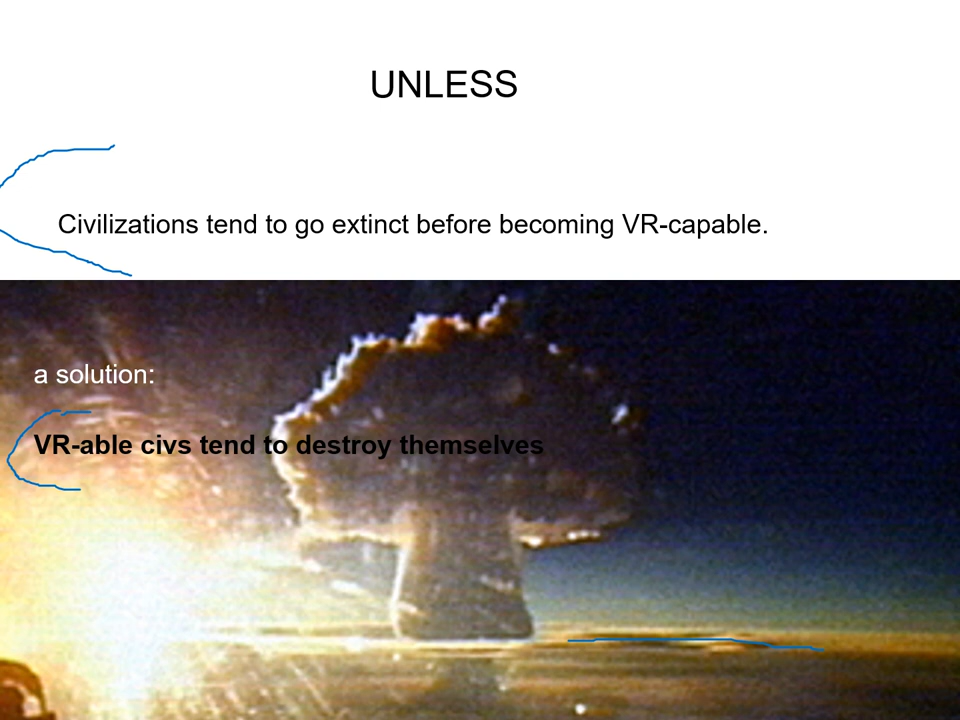 UNLESS
Civilizations tend to go extinct before becoming VR-capable.
a solution:
VR-able civs tend to destroy themselves